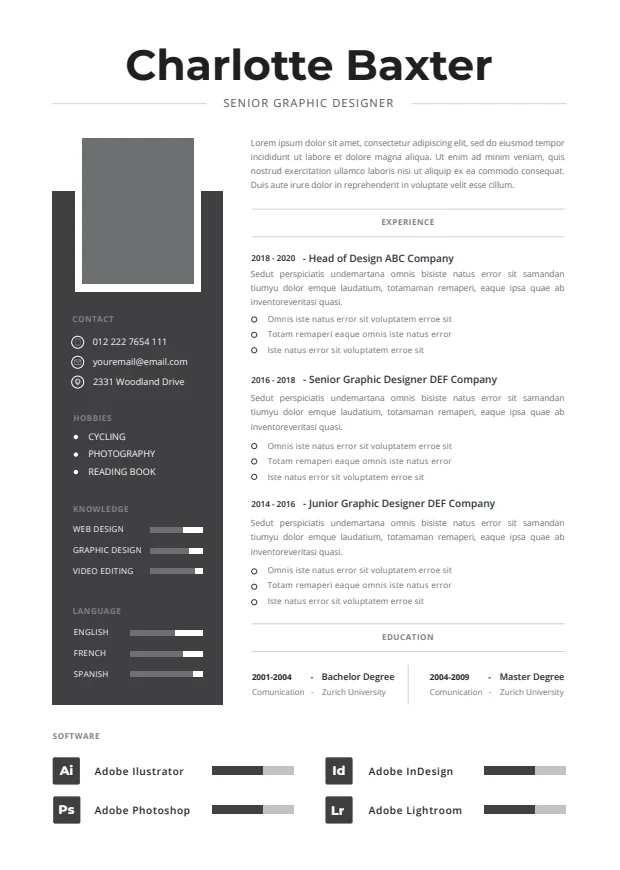 Charlotte Baxter
SENIOR GRAPHIC DESIGNER
CONTACT
012 222 7654 111
youremail@email.com
2331 Woodland Drive
HOBBIES
CYCLING
PHOTOGRAPHY
READING BOOK
KNOWLEDGE
WEB DESIGN
GRAPHIC DESIGN
VIDEO EDITING
LANGUAGE
ENGLISH
FRENCH
SPANISH
Lorem ipsum dolor sit amet, consectetur adipiscing elit, sed do eiusmod tempor
incididunt ut labore et dolore magna aliqua. Ut enim ad minim veniam, quis
nostrud exercitation ullamco laboris nisi ut aliquip ex ea commodo consequat.
Duis aute irure dolor in reprehenderit in voluptate velit esse cillum.
EXPERIENCE
2018 - 2020 - Head of Design ABC Company
Sedut perspiciatis undemartana omnis bisiste natus error sit samandan
tiumyu dolor emque laudatium, totamaman remaperi, eaque ipsa quae ab
inventoreveritasi quasi.
Omnis iste natus error sit voluptatem erroe sit
Totam remaperi eaque omnis iste natus error
Iste natus error sit voluptatem erroe sit
2016 - 2018 - Senior Graphic Designer DEF Company
Sedut perspiciatis undemartana omnis bisiste natus error sit samandan
tiumyu dolor emque laudatium, totamaman remaperi, eaque ipsa quae ab
inventoreveritasi quasi.
Omnis iste natus error sit voluptatem erroe sit
Totam remaperi eaque omnis iste natus error
Iste natus error sit voluptatem erroe sit
2014 - 2016 - Junior Graphic Designer DEF Company
Sedut perspiciatis undemartana omnis bisiste natus error sit samandan
tiumyu dolor emque laudatium, totamaman remaperi, eaque ipsa quae ab
inventoreveritasi quasi.
Omnis iste natus error sit voluptatem erroe sit
Totam remaperi eaque omnis iste natus error
Iste natus error sit voluptatem erroe sit
EDUCATION
2001-2004 - Bachelor Degree
Comunication - Zurich University
2004-2009 - Master Degree
Comunication - Zurich University
SOFTWARE
Ai Adobe Ilustrator
Id Adobe InDesign
Ps Adobe Photoshop
Lr Adobe Lightroom